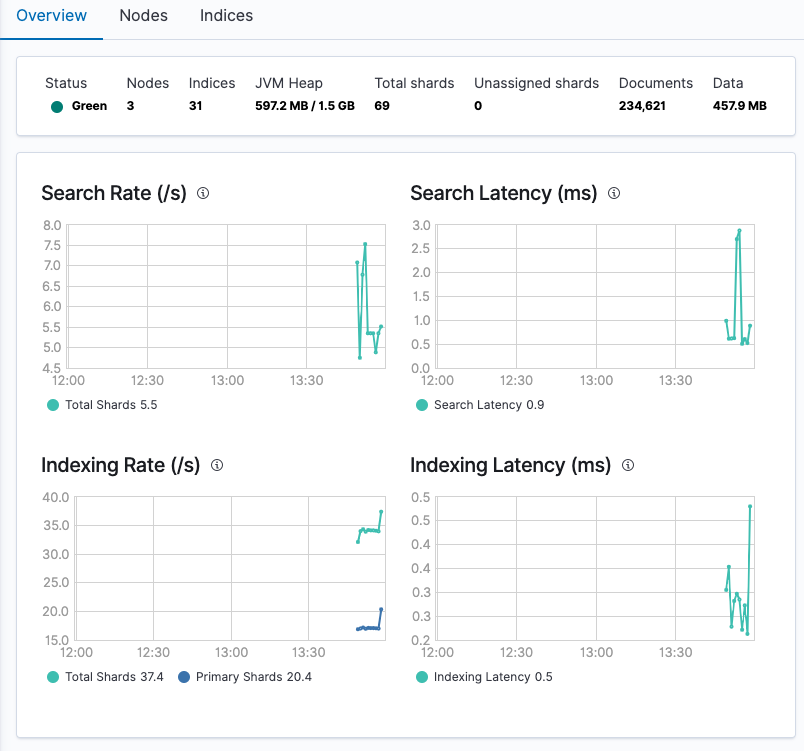 Overview Nodes Indices
Status Nodes Indices JVM Heap Total shards Unassigned shards Documents Data
Green 3 31 597.2 MB / 1.5 GB 69 0 234,621 457.9 MB
Search Rate (/s)
8.0
7.5
7.0
6.5
6.0
5.5
5.0
4.5
12:00 12:30 13:00 13:30
Total Shards 5.5
Search Latency (ms)
3.0
2.5
2.0
1.5
1.0
0.5
0.0
12:00 12:30 13:00 13:30
Search Latency 0.9
Indexing Rate (/s)
40.0
35.0
30.0
25.0
20.0
15.0
12:00 12:30 13:00 13:30
Total Shards 37.4 Primary Shards 20.4
Indexing Latency (ms)
0.5
0.5
0.4
0.4
0.3
0.3
0.2
12:00 12:30 13:00 13:30
Indexing Latency 0.5